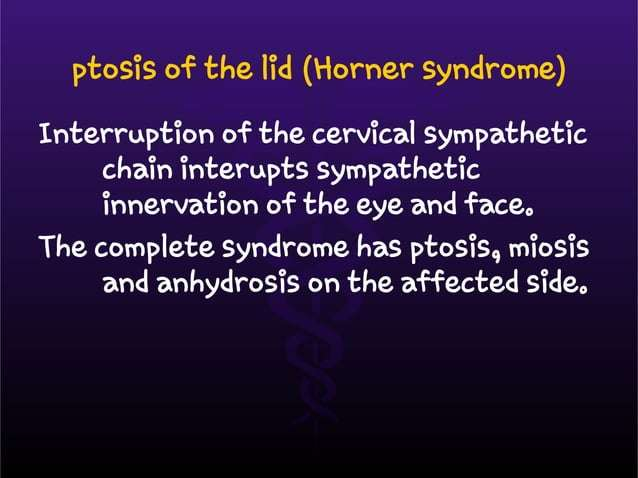 ptosis of the lid (Horner syndrome)
Interruption of the cervical sympathetic
chain interupts sympathetic
innervation of the eye and face.
The complete syndrome has ptosis, miosis
and anhydrosis on the affected side.